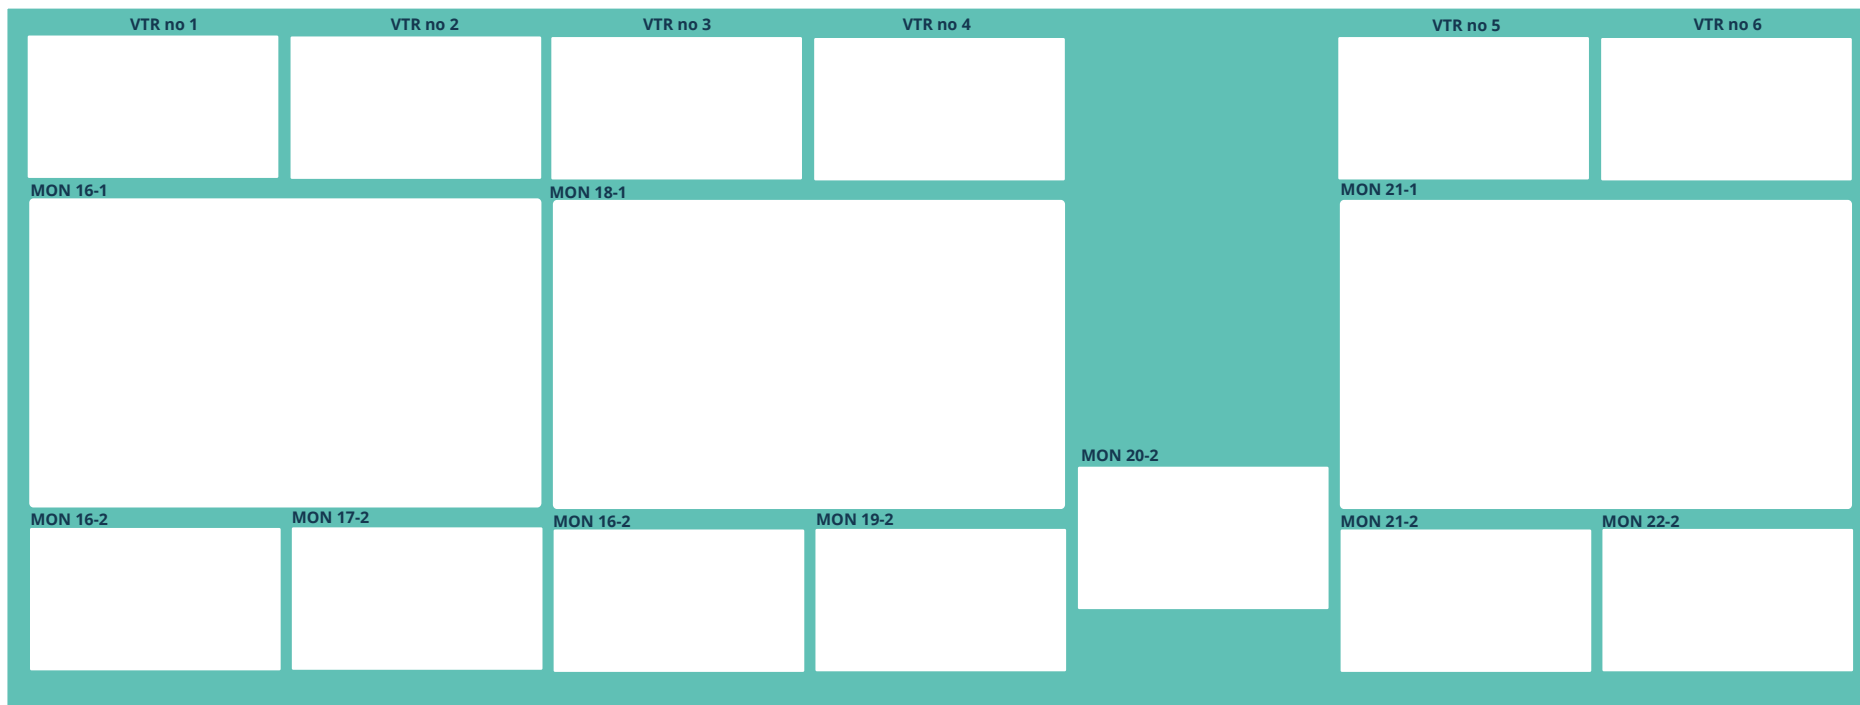 VTR no 1
VTR no 2
VTR no 3
VTR no 4
VTR no 5
VTR no 6
MON 16-1
MON 18-1
MON 21-1
MON 20-2
MON 16-2
MON 17-2
MON 16-2
MON 19-2
MON 21-2
MON 22-2